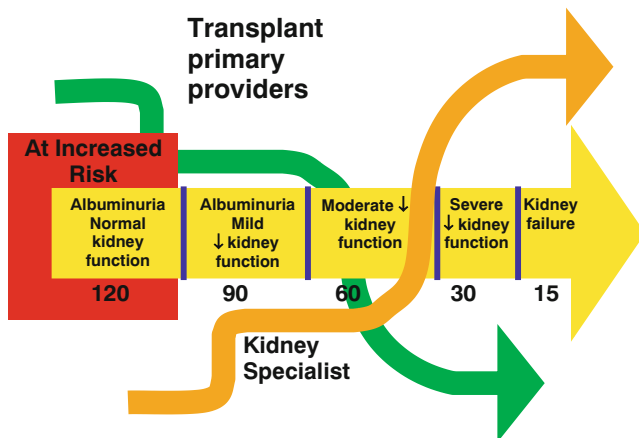 Transplant
primary
providers
At Increased
Risk
Albuminuria
Normal
kidney
function
Albuminuria
Mild
↓ kidney
function
Moderate ↓
kidney
function
Severe
↓ kidney
function
Kidney
failure
120
90
60
30
15
Kidney
Specialist